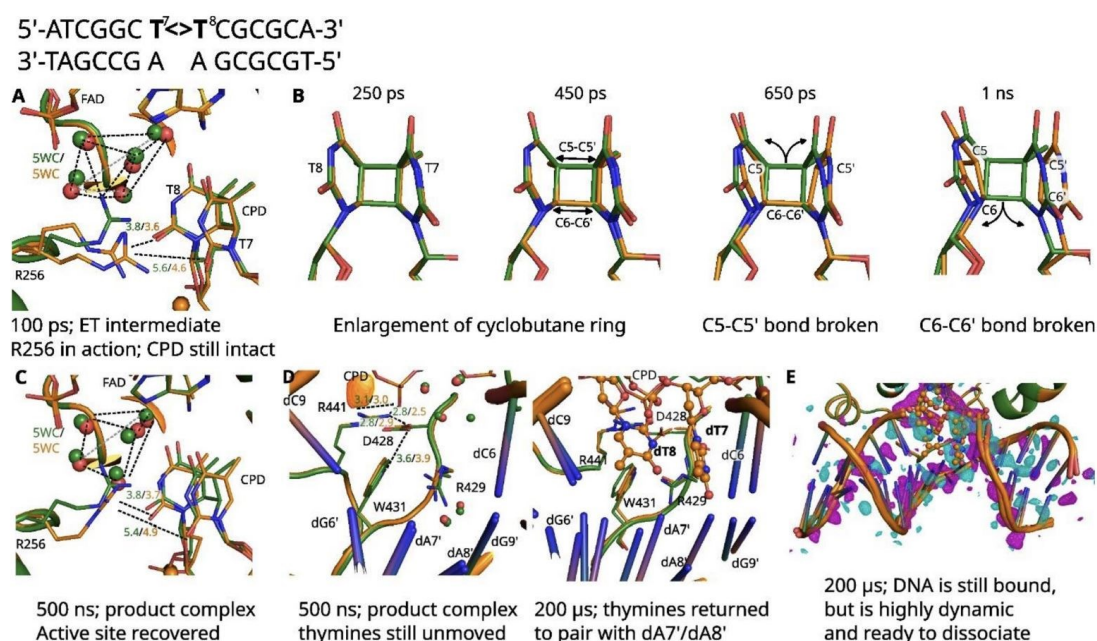 5'-ATCGGC T7<>T8 CGCGCA-3'
3'-TAGCCG A A GCGCGT-5'
A
FAD
5WC/
5WC
T8
CPD
3.8/3.6
T7
R256
5.6/4.6
100 ps; ET intermediate
R256 in action; CPD still intact
B
250 ps
450 ps
650 ps
1 ns
T8
T7
C5-C5'
C6-C6'
C5
C5'
C6-C6'
C5
C5'
C6
C6'
Enlargement of cyclobutane ring
C5-C5' bond broken
C6-C6' bond broken
C
FAD
5WC/
5WC
CPD
3.8/3.7
5.4/4.9
R256
500 ns; product complex
Active site recovered
D
CPD
dC9
3.1/3.0
R441
2.8/2.5
2.8/2.9
D428
3.6/3.9
dC6
W431
R429
dG6'
dA7'
dA8'
dG9'
500 ns; product complex
thymines still unmoved
CPD
dC9
D428
dT7
R441
dT8
dC6
W431
R429
dG6'
dA7'
dA8'
dG9'
200 µs; thymines returned
to pair with dA7'/dA8'
E
200 µs; DNA is still bound,
but is highly dynamic
and ready to dissociate